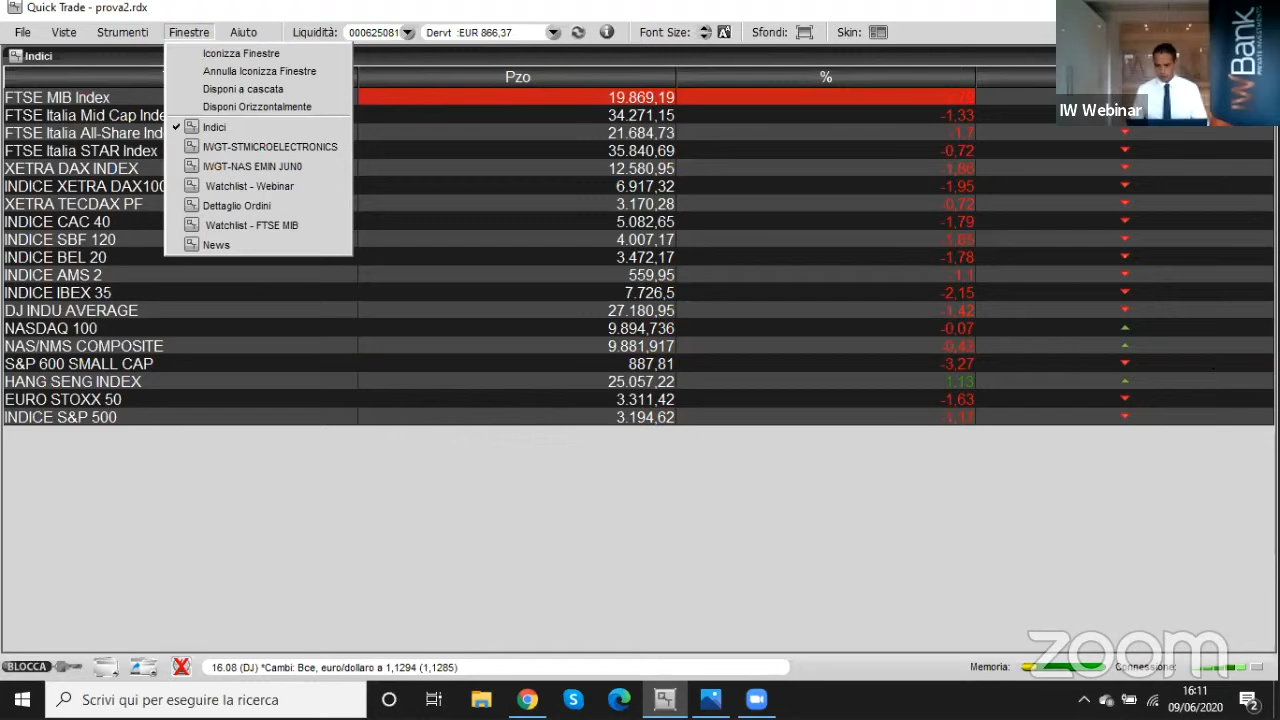 Quick Trade - prova2.rdx
File Viste Strumenti Finestre Aiuto Liquidità: 000625081 Dervt :EUR 866,37 Font Size: Sfondi: Skin:
Indici
Iconizza Finestre
Annulla Iconizza Finestre
Disponi a cascata
Disponi Orizzontalmente
Indici
IWGT-STMICROELECTRONICS
IWGT-NAS EMIN JUN0
Watchlist - Webinar
Dettaglio Ordini
Watchlist - FTSE MIB
News
Pzo %
FTSE MIB Index 19.869,19
FTSE Italia Mid Cap Inde 34.271,15 -1,33
FTSE Italia All-Share Ind 21.684,73 -1,7
FTSE Italia STAR Index 35.840,69 -0,72
XETRA DAX INDEX 12.580,95 -1,86
INDICE XETRA DAX100 6.917,32 -1,95
XETRA TECDAX PF 3.170,28 -0,72
INDICE CAC 40 5.082,65 -1,79
INDICE SBF 120 4.007,17 -1,85
INDICE BEL 20 3.472,17 -1,78
INDICE AMS 2 559,95 -1,1
INDICE IBEX 35 7.726,5 -2,15
DJ INDU AVERAGE 27.180,95 -1,42
NASDAQ 100 9.894,736 -0,07
NAS/NMS COMPOSITE 9.881,917 -0,43
S&P 600 SMALL CAP 887,81 -3,27
HANG SENG INDEX 25.057,22 1,13
EURO STOXX 50 3.311,42 -1,63
INDICE S&P 500 3.194,62 -1,17
IWBank
PRIVATE INVESTMENTS
IW Webinar
zoom
BLOCCA 16.08 (DJ) *Cambi: Bce, euro/dollaro a 1,1294 (1,1285) Memoria: Connessione:
Scrivi qui per eseguire la ricerca
16:11
09/06/2020
2